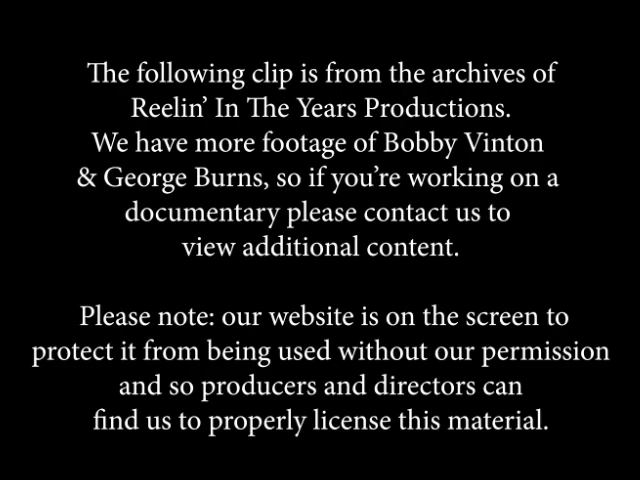 The following clip is from the archives of
Reelin’ In The Years Productions.
We have more footage of Bobby Vinton
& George Burns, so if you’re working on a
documentary please contact us to
view additional content.
Please note: our website is on the screen to
protect it from being used without our permission
and so producers and directors can
find us to properly license this material.